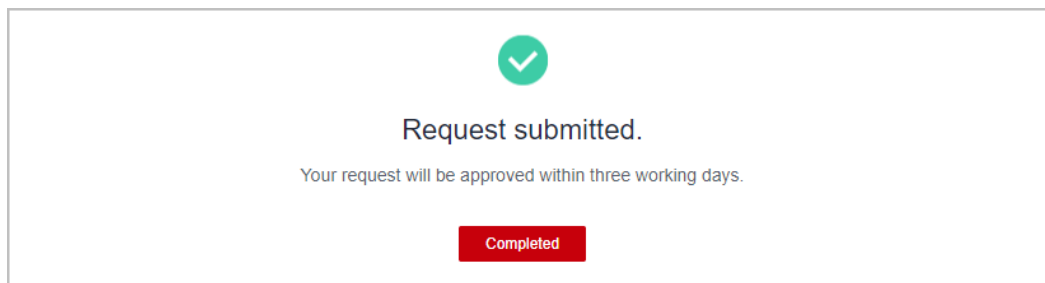 Request submitted.
Your request will be approved within three working days.
Completed